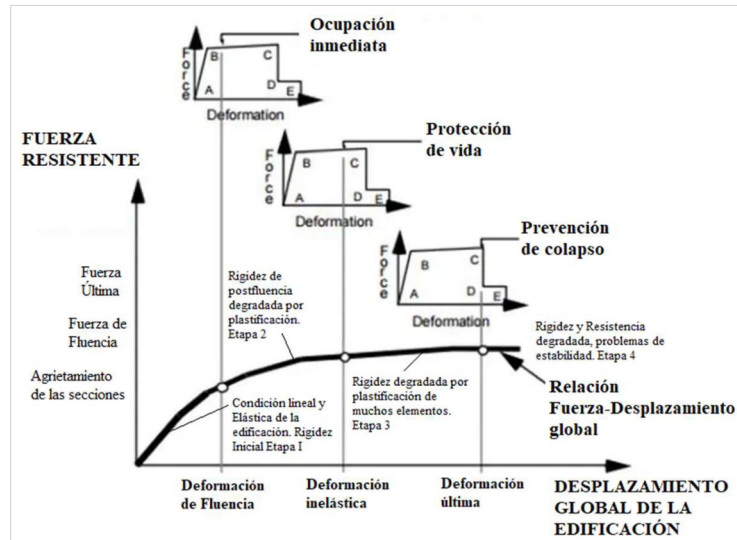 Ocupación
inmediata
Force
B
C
A
D
E
Deformation
FUERZA
RESISTENTE
Protección
de vida
Force
B
C
A
D
E
Deformation
Prevención
de colapso
Force
B
C
A
D
E
Deformation
Fuerza
Última
Fuerza de
Fluencia
Agrietamiento
de las secciones
Rigidez de
postfluencia
degradada por
plastificación.
Etapa 2
Rigidez y Resistencia
degradada, problemas de
estabilidad. Etapa 4
Condición lineal y
Elástica de la
edificación. Rigidez
Inicial Etapa I
Rigidez degradada por
plastificación de
muchos elementos.
Etapa 3
Relación
Fuerza-Desplazamiento
global
Deformación
de Fluencia
Deformación
inelástica
Deformación
última
DESPLAZAMIENTO
GLOBAL DE LA
EDIFICACIÓN